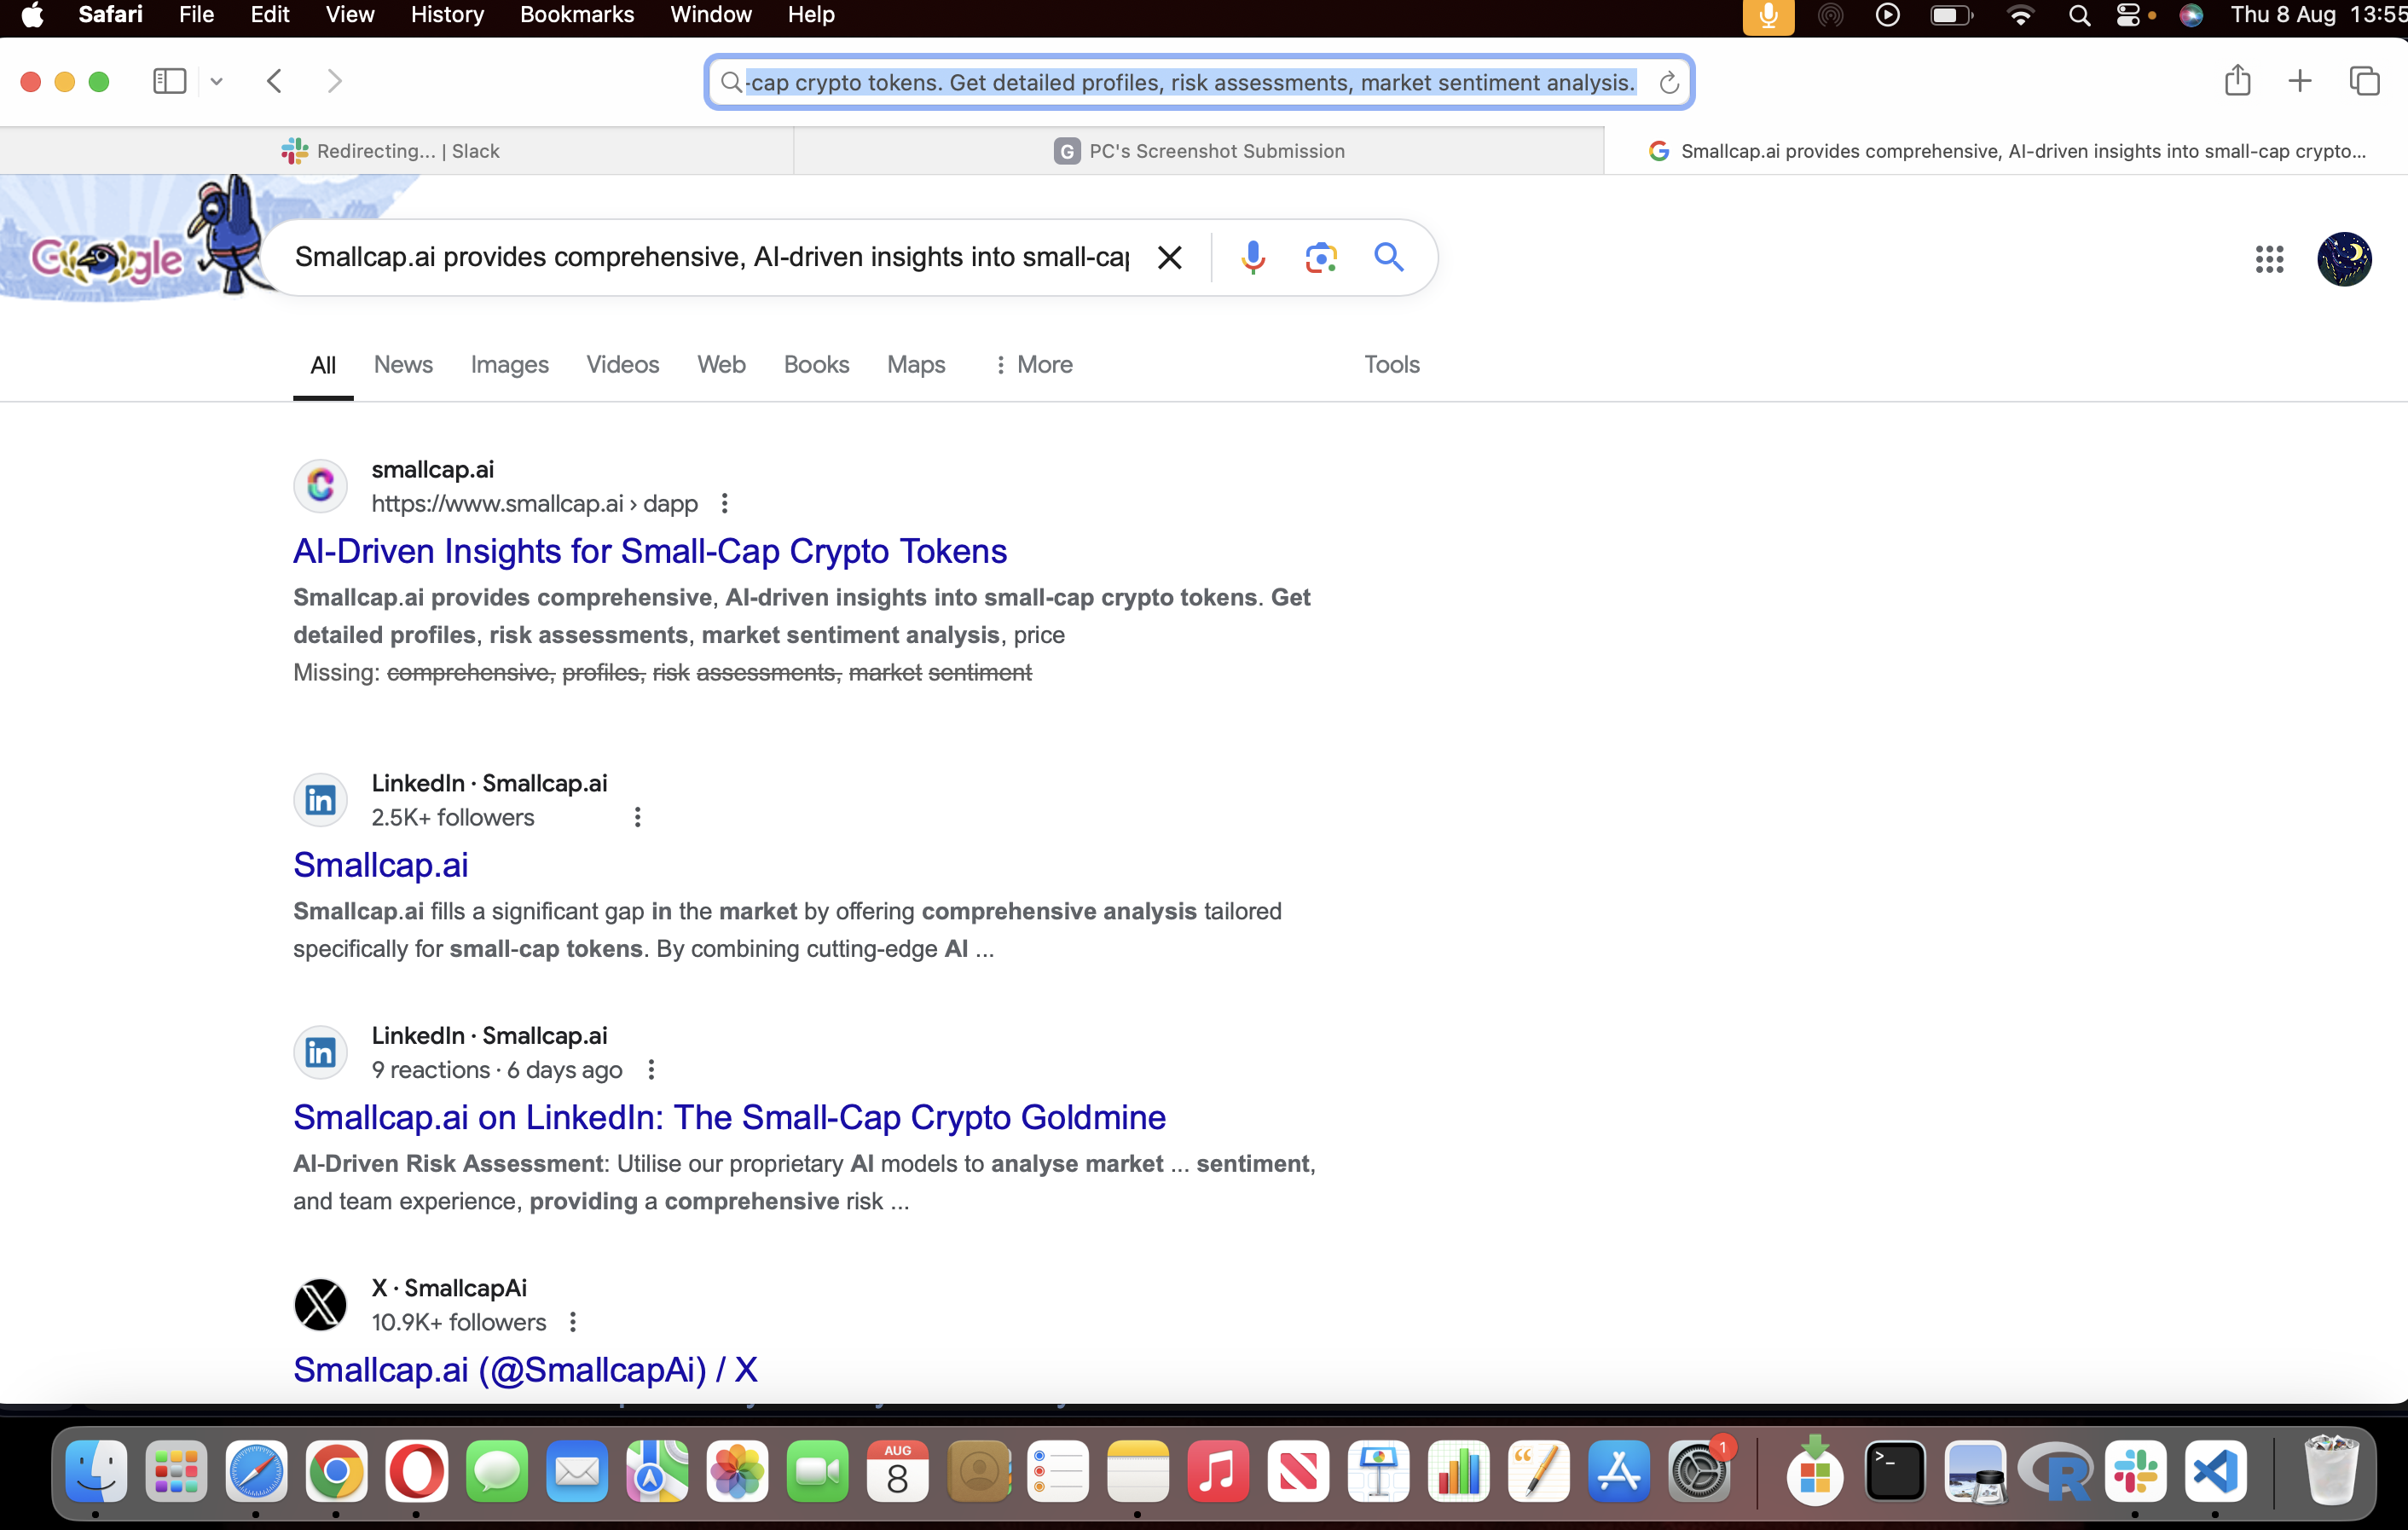 Safari File Edit View History Bookmarks Window Help Thu 8 Aug 13:55
-cap crypto tokens. Get detailed profiles, risk assessments, market sentiment analysis.
Redirecting... | Slack
G PC's Screenshot Submission
Smallcap.ai provides comprehensive, AI-driven insights into small-cap crypto...
Google
Smallcap.ai provides comprehensive, AI-driven insights into small-cap
All News Images Videos Web Books Maps More Tools
smallcap.ai
https://www.smallcap.ai › dapp
AI-Driven Insights for Small-Cap Crypto Tokens
Smallcap.ai provides comprehensive, AI-driven insights into small-cap crypto tokens. Get
detailed profiles, risk assessments, market sentiment analysis, price
Missing: comprehensive, profiles, risk assessments, market sentiment
in
LinkedIn · Smallcap.ai
2.5K+ followers
Smallcap.ai
Smallcap.ai fills a significant gap in the market by offering comprehensive analysis tailored
specifically for small-cap tokens. By combining cutting-edge AI ...
in
LinkedIn · Smallcap.ai
9 reactions · 6 days ago
Smallcap.ai on LinkedIn: The Small-Cap Crypto Goldmine
AI-Driven Risk Assessment: Utilise our proprietary AI models to analyse market ... sentiment,
and team experience, providing a comprehensive risk ...
X · SmallcapAi
10.9K+ followers
Smallcap.ai (@SmallcapAi) / X
AUG
8
1
>_
R